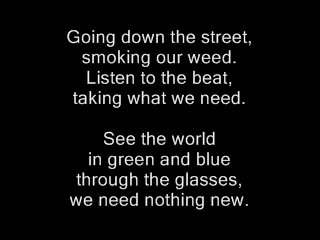 Going down the street,
smoking our weed.
Listen to the beat,
taking what we need.
See the world
in green and blue
through the glasses,
we need nothing new.